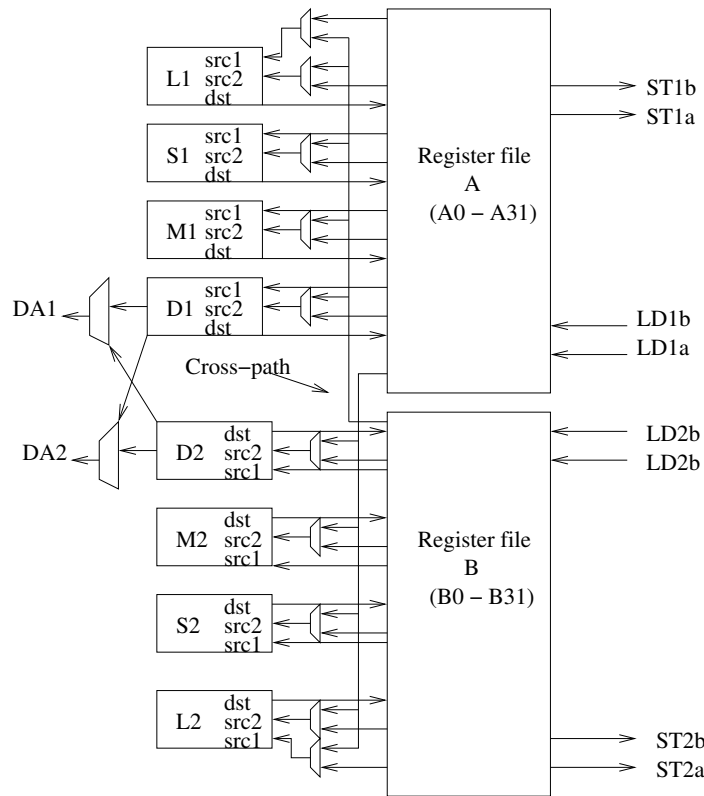 src1
L1
src2
dst
ST1b
ST1a
src1
S1
src2
dst
Register file
A
(A0 − A31)
src1
M1
src2
dst
src1
D1
src2
dst
DA1
LD1b
LD1a
Cross−path
dst
D2
src2
src1
DA2
LD2b
LD2b
dst
M2
src2
src1
Register file
B
(B0 − B31)
dst
S2
src2
src1
dst
L2
src2
src1
ST2b
ST2a